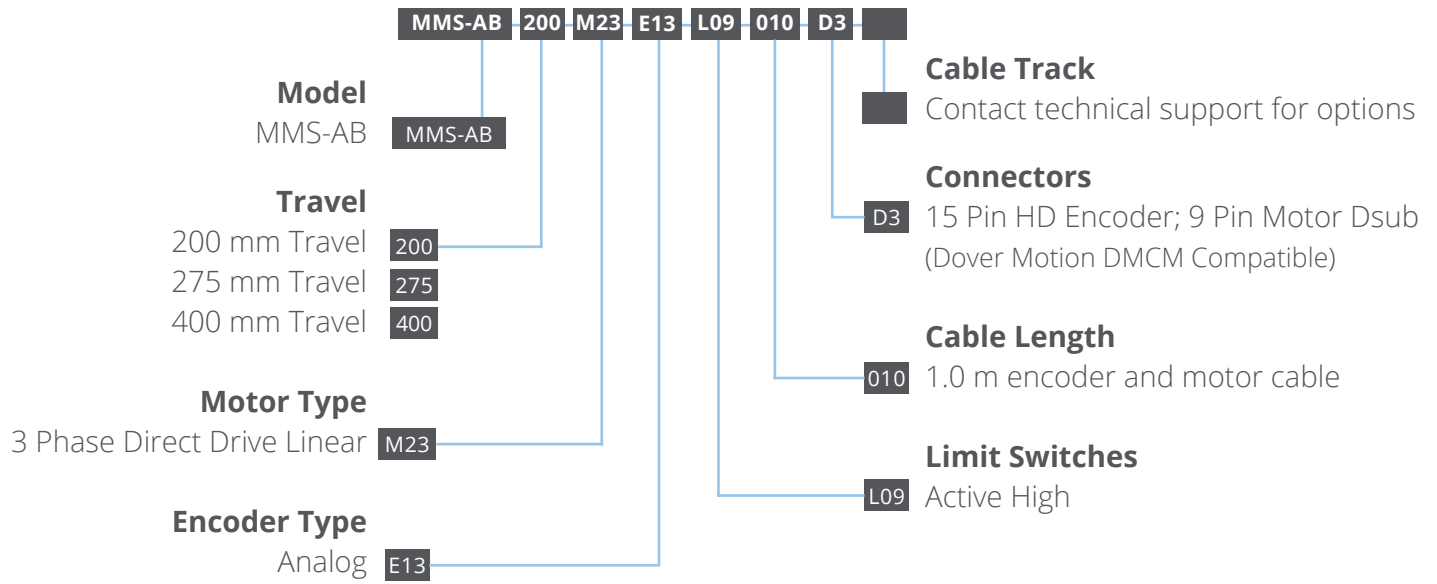 MMS-AB 200 M23 E13 L09 010 D3
Model
MMS-AB MMS-AB
Travel
200 mm Travel 200
275 mm Travel 275
400 mm Travel 400
Motor Type
3 Phase Direct Drive Linear M23
Encoder Type
Analog E13
Cable Track
Contact technical support for options
Connectors
D3 15 Pin HD Encoder; 9 Pin Motor Dsub
(Dover Motion DMCM Compatible)
Cable Length
010 1.0 m encoder and motor cable
Limit Switches
L09 Active High